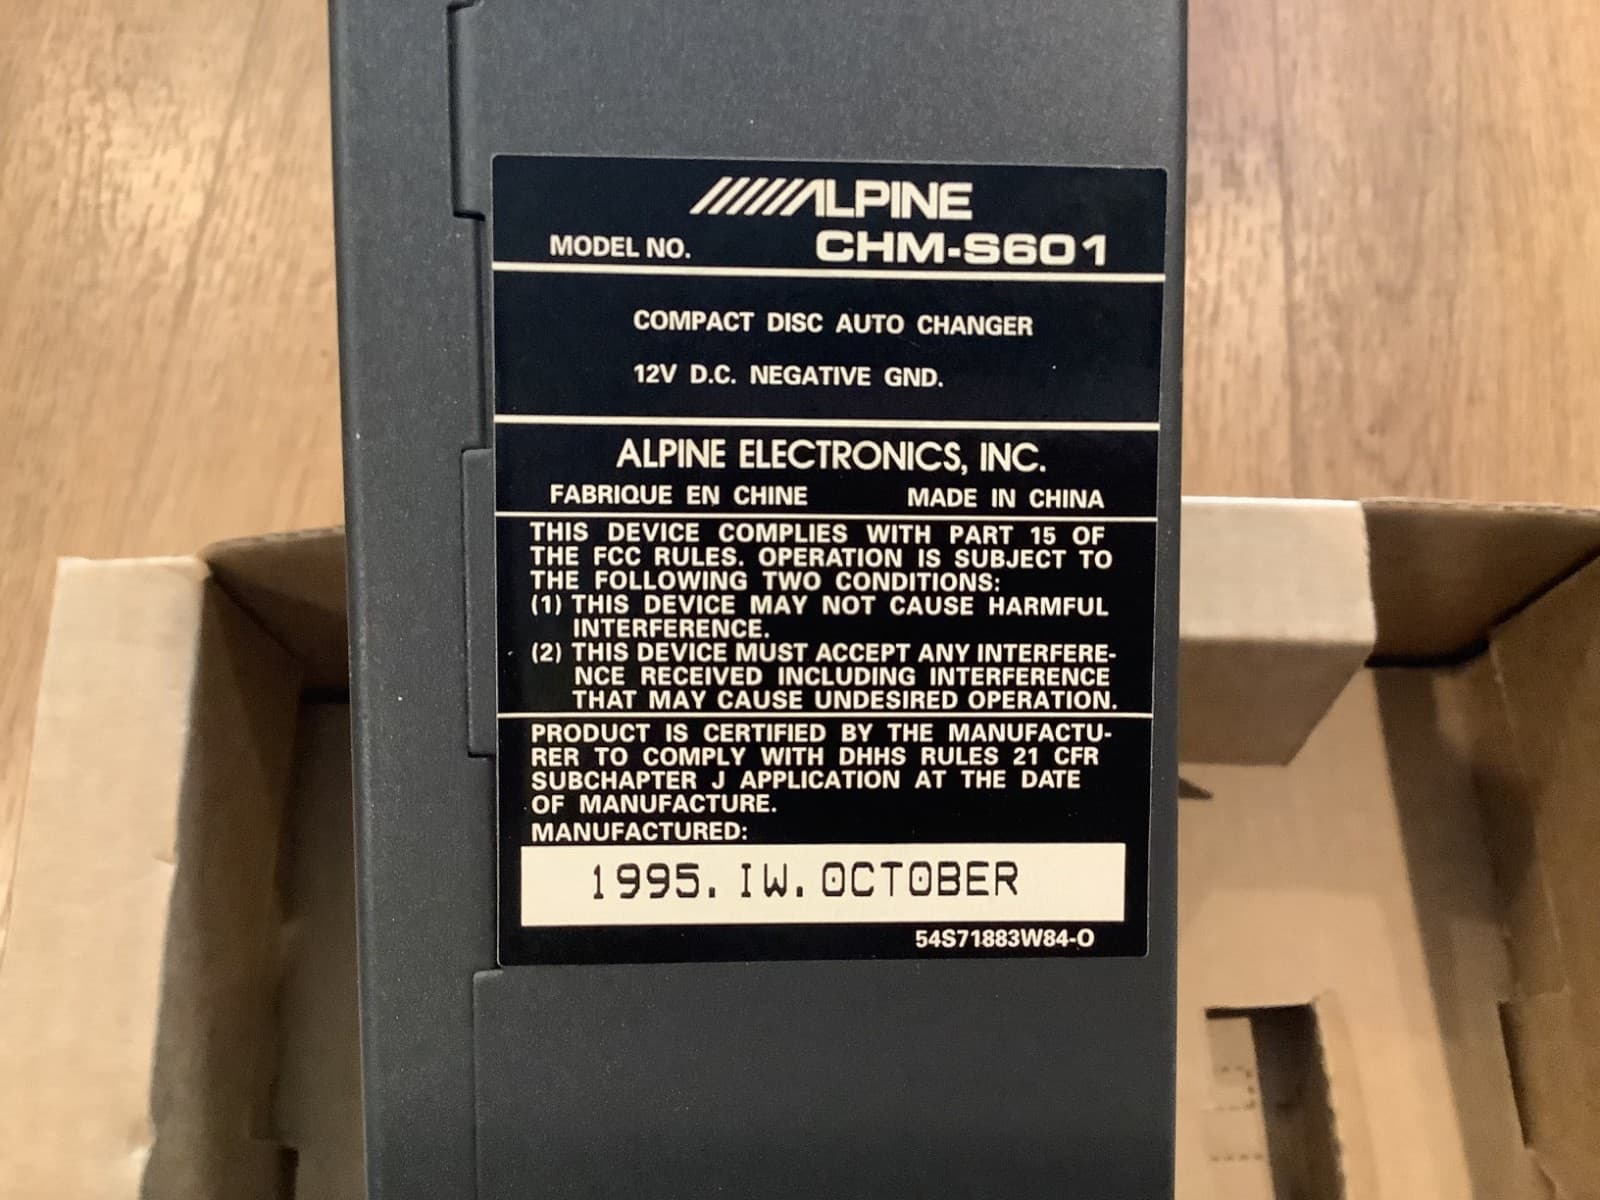 ALPINE
MODEL NO. CHM-S601
COMPACT DISC AUTO CHANGER
12V D.C. NEGATIVE GND.
ALPINE ELECTRONICS, INC.
FABRIQUE EN CHINE MADE IN CHINA
THIS DEVICE COMPLIES WITH PART 15 OF
THE FCC RULES. OPERATION IS SUBJECT TO
THE FOLLOWING TWO CONDITIONS:
(1) THIS DEVICE MAY NOT CAUSE HARMFUL
INTERFERENCE.
(2) THIS DEVICE MUST ACCEPT ANY INTERFERE-
NCE RECEIVED INCLUDING INTERFERENCE
THAT MAY CAUSE UNDESIRED OPERATION.
PRODUCT IS CERTIFIED BY THE MANUFACTU-
RER TO COMPLY WITH DHHS RULES 21 CFR
SUBCHAPTER J APPLICATION AT THE DATE
OF MANUFACTURE.
MANUFACTURED:
1995. IW. OCTOBER
54S71883W84-O